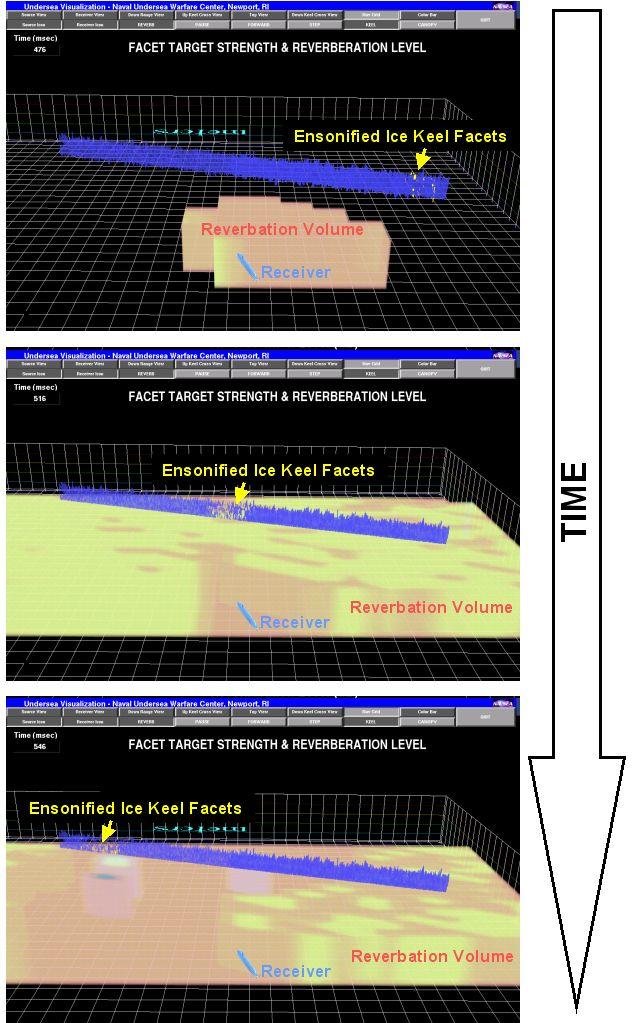 Undersea Visualization - Naval Undersea Warfare Center, Newport, RI
NAVSEA
Source View Receiver View Down Range View Up Keel Cross View Top View Down Keel Cross View Nav Grid Color Bar QUIT
Source Icon Receiver Icon REVERB PAUSE FORWARD STEP KEEL CANOPY
Time (msec)
476
FACET TARGET STRENGTH & REVERBERATION LEVEL
meters
Ensonified Ice Keel Facets
Reverbation Volume
Receiver
Undersea Visualization - Naval Undersea Warfare Center, Newport, RI
NAVSEA
Source View Receiver View Down Range View Up Keel Cross View Top View Down Keel Cross View Nav Grid Color Bar QUIT
Source Icon Receiver Icon REVERB PAUSE FORWARD STEP KEEL CANOPY
Time (msec)
516
FACET TARGET STRENGTH & REVERBERATION LEVEL
Ensonified Ice Keel Facets
Reverbation Volume
Receiver
TIME
Undersea Visualization - Naval Undersea Warfare Center, Newport, RI
NAVSEA
Source View Receiver View Down Range View Up Keel Cross View Top View Down Keel Cross View Nav Grid Color Bar QUIT
Source Icon Receiver Icon REVERB PAUSE FORWARD STEP KEEL CANOPY
Time (msec)
546
FACET TARGET STRENGTH & REVERBERATION LEVEL
Ensonified Ice Keel Facets
meters
Reverbation Volume
Receiver